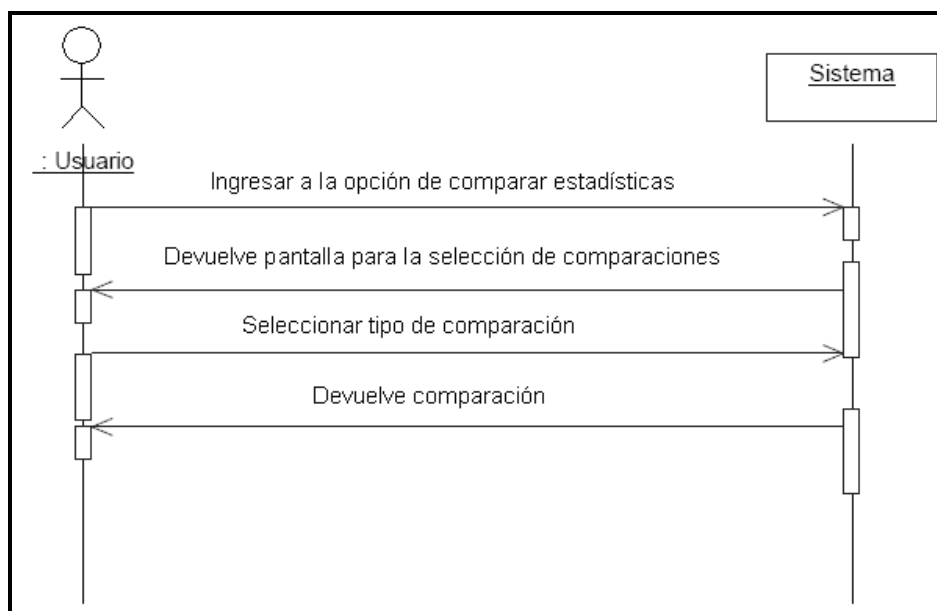 Sistema
: Usuario
Ingresar a la opción de comparar estadísticas
Devuelve pantalla para la selección de comparaciones
Seleccionar tipo de comparación
Devuelve comparación